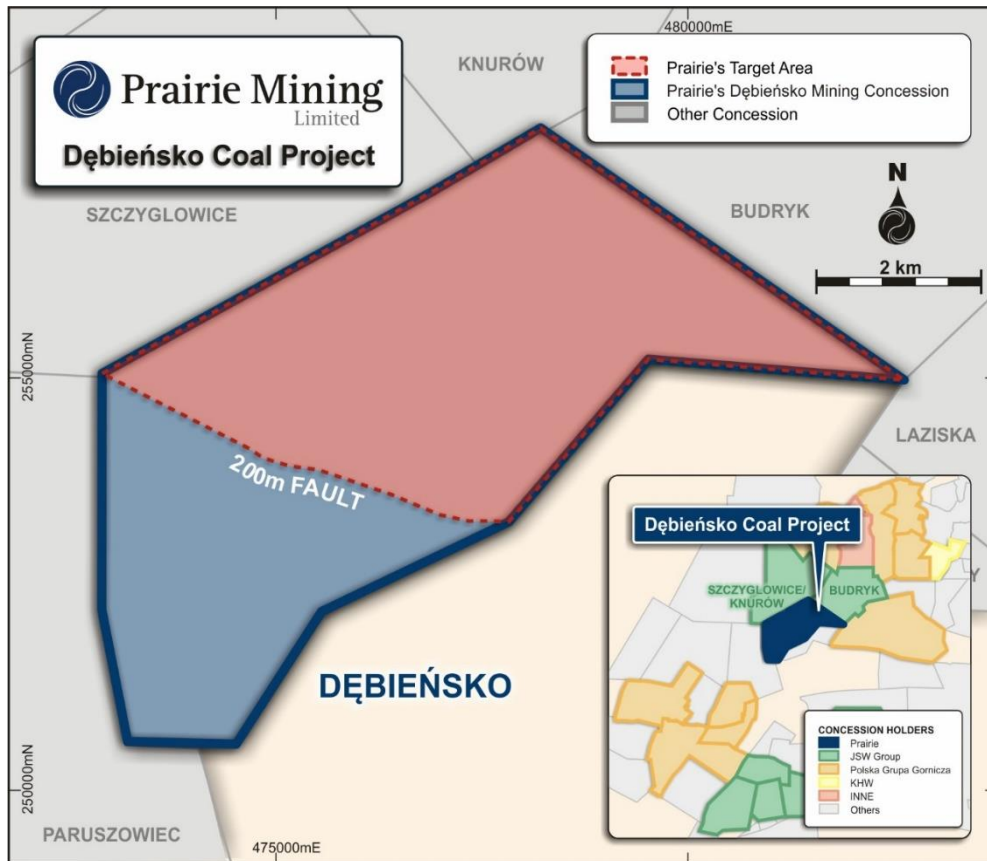 Prairie Mining
Limited
Dębieńsko Coal Project
480000mE
KNURÓW
Prairie's Target Area
Prairie's Dębieńsko Mining Concession
Other Concession
SZCZYGLOWICE
BUDRYK
N
2 km
255000mN
LAZISKA
200m FAULT
Dębieńsko Coal Project
Y
SZCZYGLOWICE/
KNURÓW
BUDRYK
DĘBIEŃSKO
CONCESSION HOLDERS
Prairie
JSW Group
Polska Grupa Gornicza
KHW
INNE
Others
250000mN
PARUSZOWIEC
475000mE